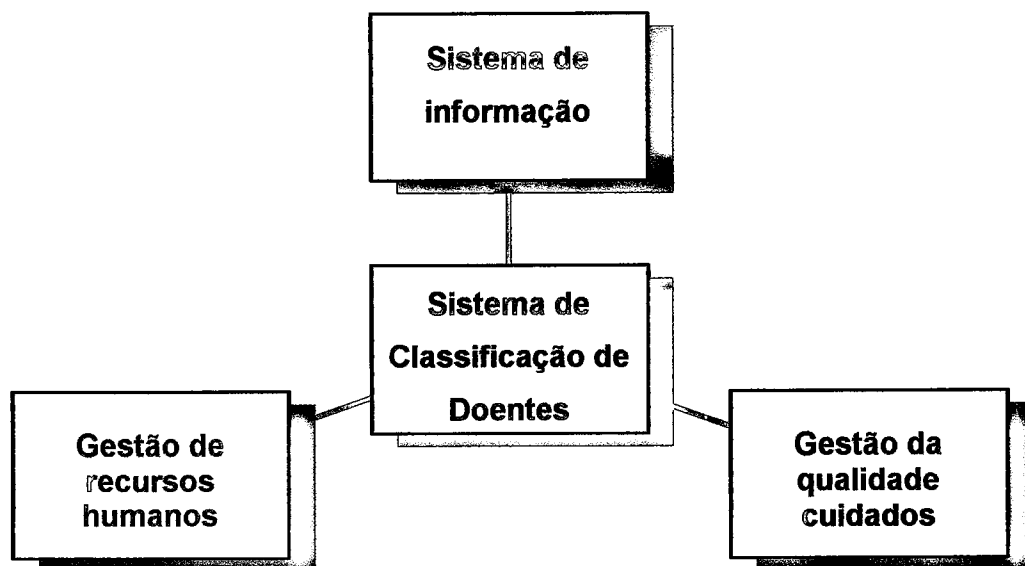 Sistema de
informação
Sistema de
Classificação de
Doentes
Gestão de
recursos
humanos
Gestão da
qualidade
cuidados